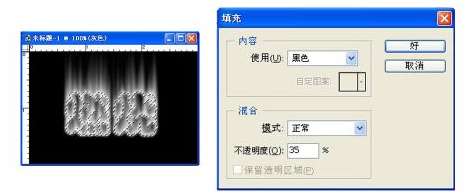 未标题-1 @ 100%(灰色)
填充
内容
使用(U): 黑色
自定图案:
好
取消
混合
模式: 正常
不透明度(O): 35 %
保留透明区域(P)